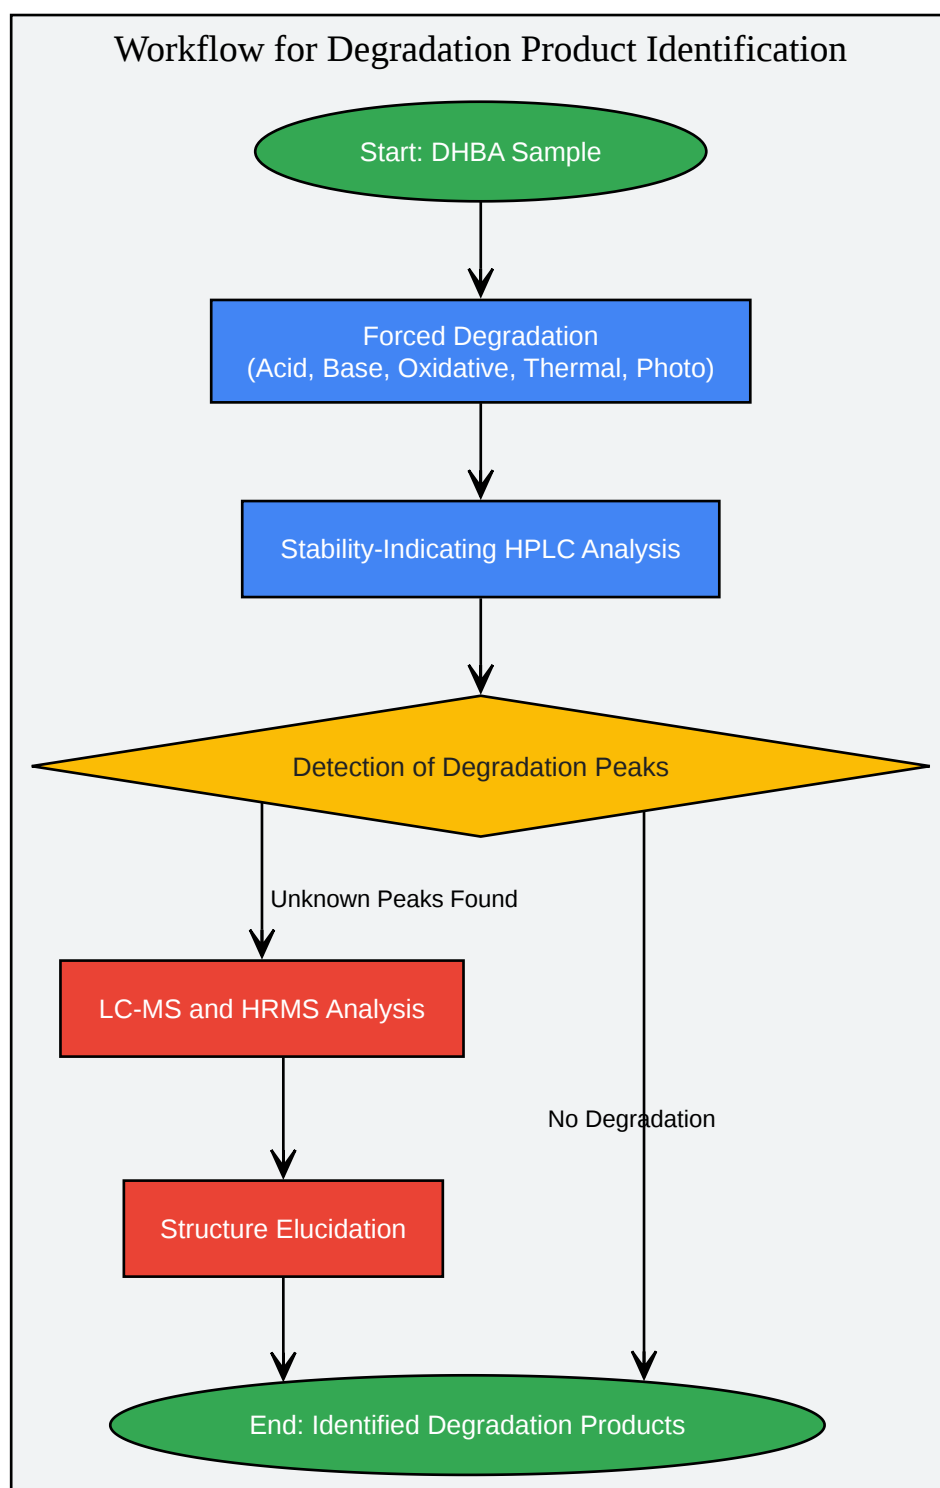 Workflow for Degradation Product Identification
Start: DHBA Sample
Forced Degradation
(Acid, Base, Oxidative, Thermal, Photo)
Stability-Indicating HPLC Analysis
Detection of Degradation Peaks
Unknown Peaks Found
LC-MS and HRMS Analysis
No Degradation
Structure Elucidation
End: Identified Degradation Products